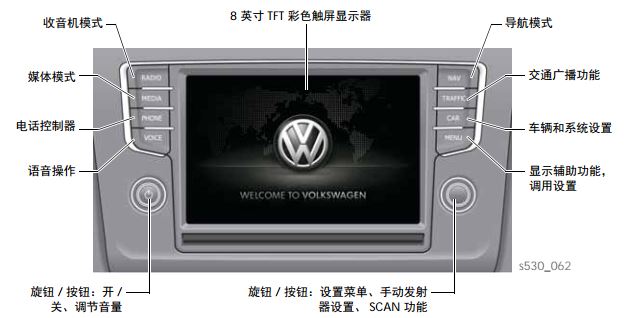 收音机模式
8 英寸 TFT 彩色触屏显示器
导航模式
媒体模式
电话控制器
语音操作
RADIO
MEDIA
PHONE
VOICE
WELCOME TO VOLKSWAGEN
NAV
TRAFFIC
CAR
MENU
交通广播功能
车辆和系统设置
显示辅助功能，
调用设置
s530_062
旋钮 / 按钮：开 /
关、调节音量
旋钮 / 按钮：设置菜单、手动发射
器设置、 SCAN 功能